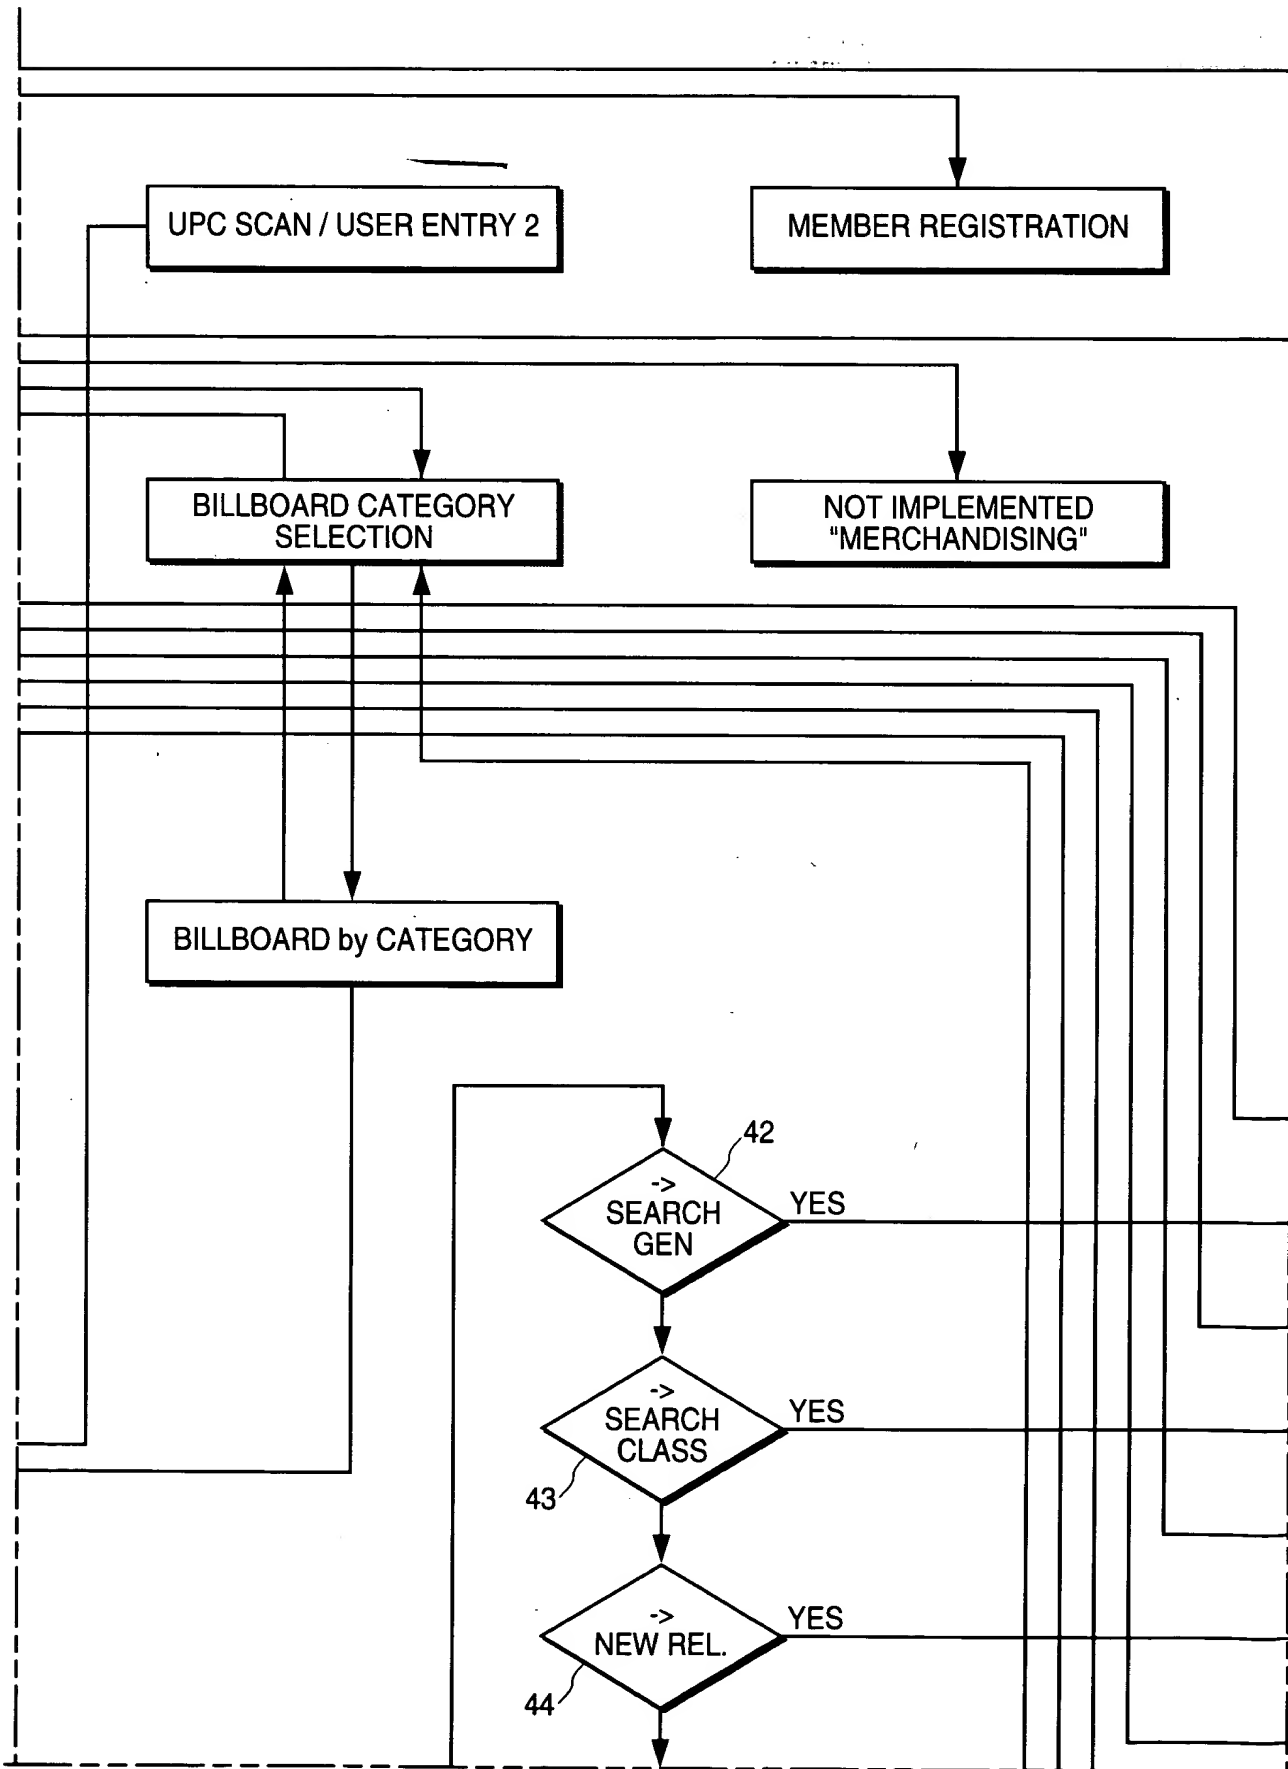 UPC SCAN / USER ENTRY 2
MEMBER REGISTRATION
BILLBOARD CATEGORY
SELECTION
NOT IMPLEMENTED
"MERCHANDISING"
BILLBOARD by CATEGORY
42
->
SEARCH
GEN
YES
->
SEARCH
CLASS
YES
43
->
NEW REL.
YES
44